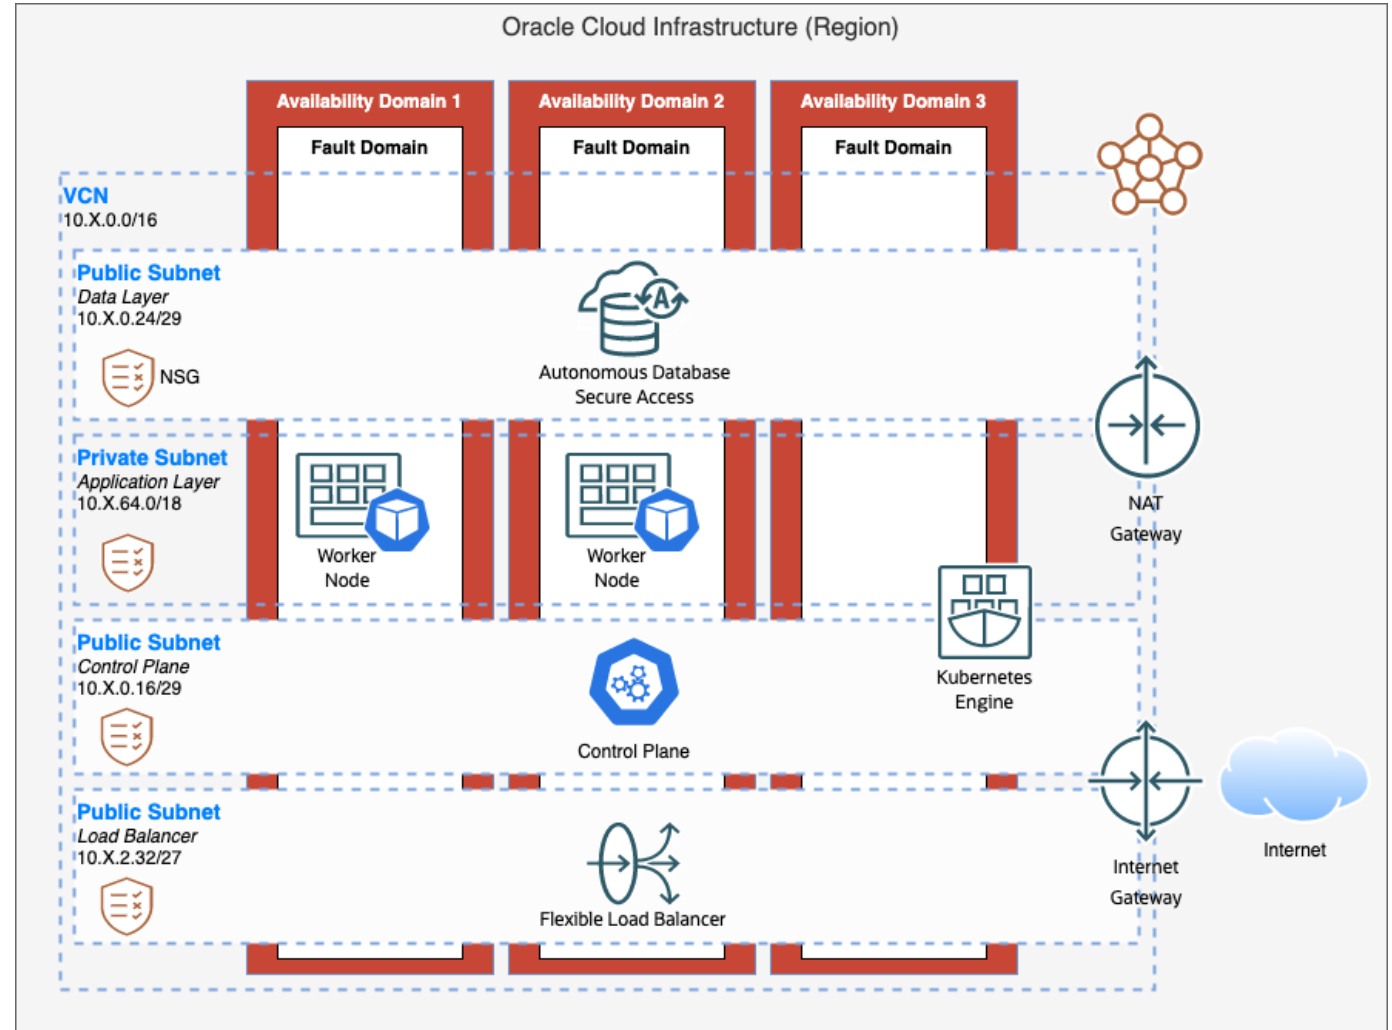 Oracle Cloud Infrastructure (Region)
Availability Domain 1
Availability Domain 2
Availability Domain 3
Fault Domain
Fault Domain
Fault Domain
VCN
10.X.0.0/16
Public Subnet
Data Layer
10.X.0.24/29
NSG
A
Autonomous Database
Secure Access
Private Subnet
Application Layer
10.X.64.0/18
Worker
Node
Worker
Node
NAT
Gateway
Public Subnet
Control Plane
10.X.0.16/29
Control Plane
Kubernetes
Engine
Public Subnet
Load Balancer
10.X.2.32/27
Flexible Load Balancer
Internet
Gateway
Internet